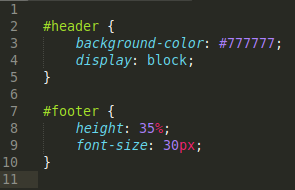 1
2 #header {
3     background-color: #777777;
4     display: block;
5 }
6
7 #footer {
8     height: 35%;
9     font-size: 30px;
10 }
11